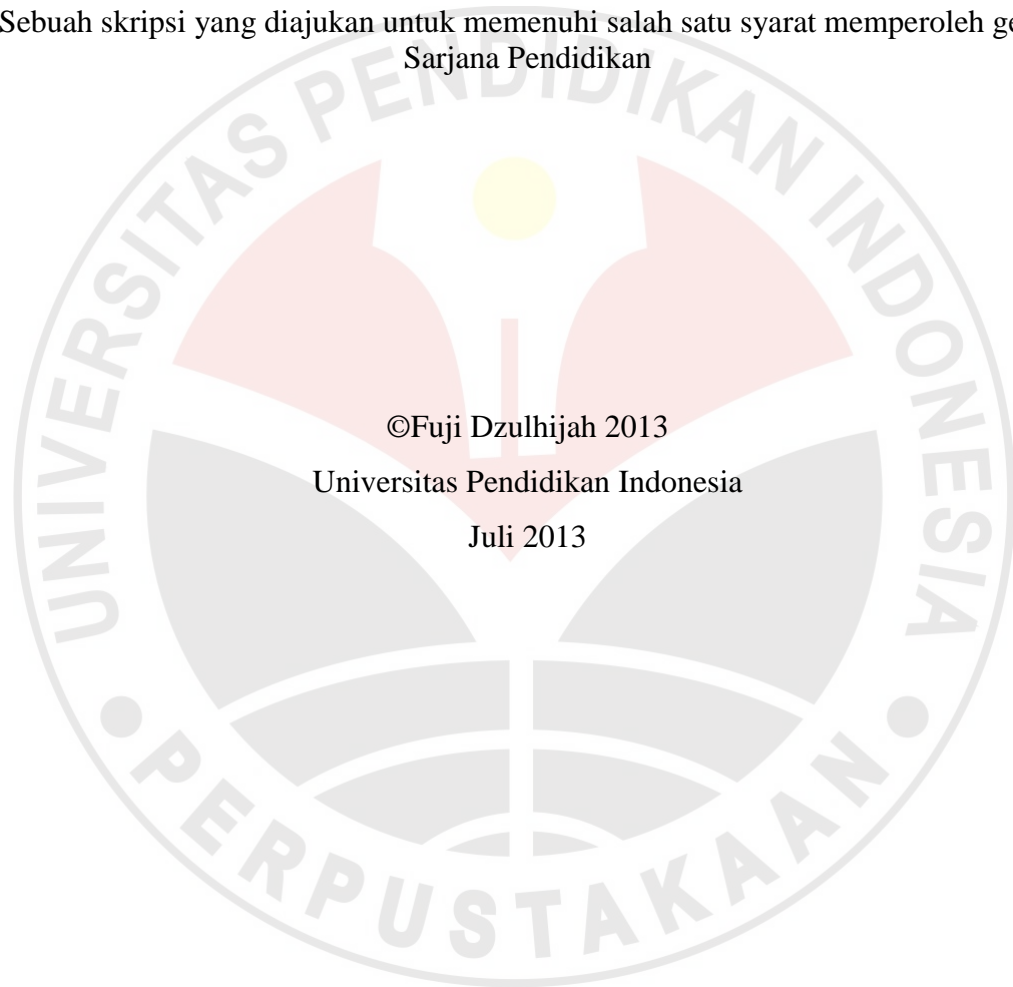 Sebuah skripsi yang diajukan untuk memenuhi salah satu syarat memperoleh
Sarjana Pendidikan
UNIVERSITAS PENDIDIKAN INDONESIA
©Fuji Dzulhijah 2013
Universitas Pendidikan Indonesia
Juli 2013
PERPUSTAKAAN